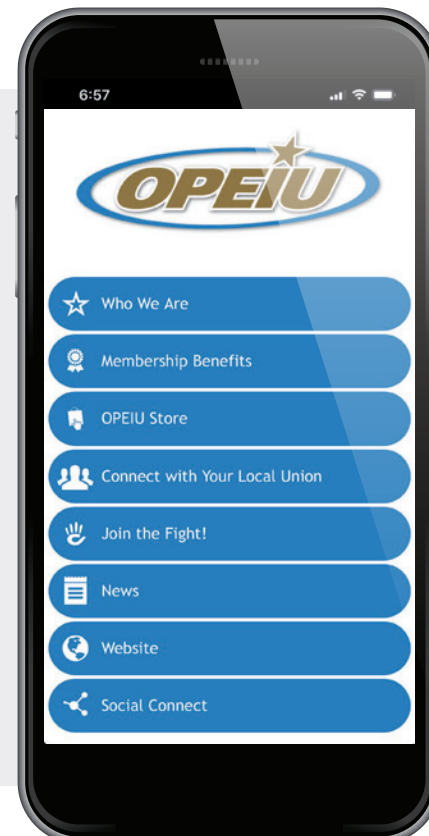 6:57
OPEIU
Who We Are
Membership Benefits
OPEIU Store
Connect with Your Local Union
Join the Fight!
News
Website
Social Connect